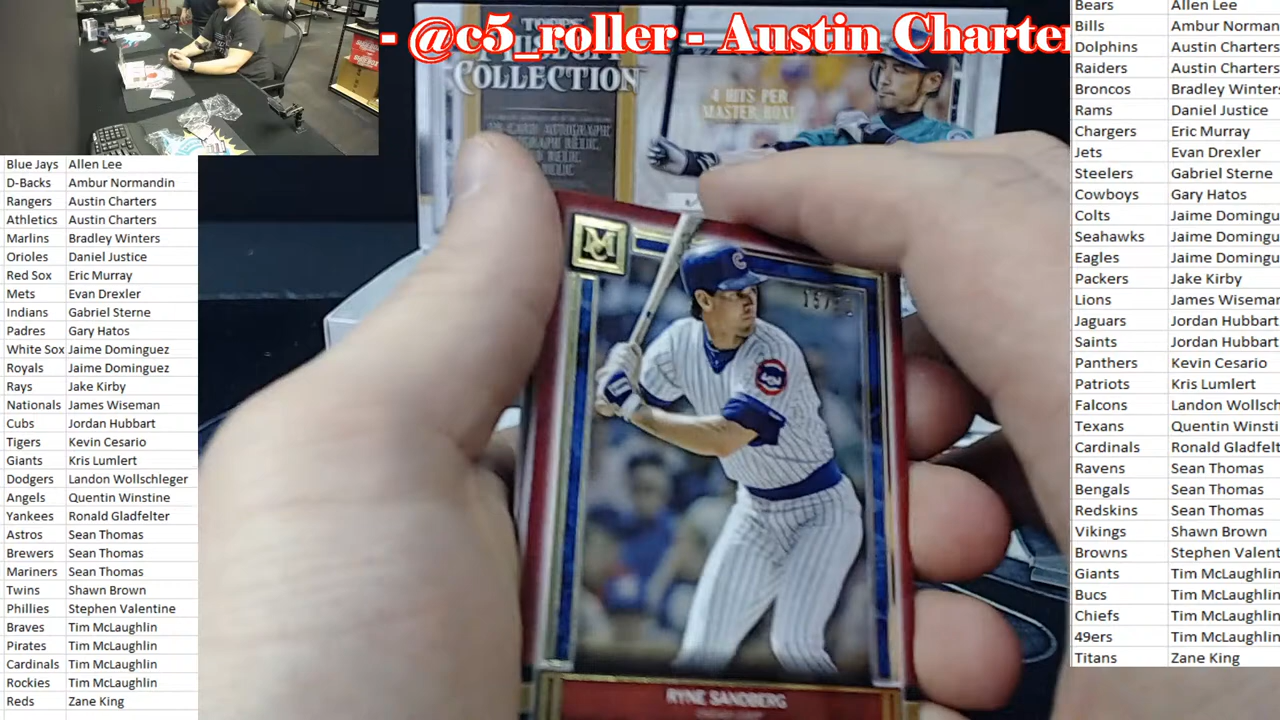 - @c5_roller - Austin Charter
TOPPS
MUSEUM
COLLECTION
4 HITS PER
MASTER BOX!
MC
C
RYNE SANDBERG
Blue Jays Allen Lee
D-Backs Ambur Normandin
Rangers Austin Charters
Athletics Austin Charters
Marlins Bradley Winters
Orioles Daniel Justice
Red Sox Eric Murray
Mets Evan Drexler
Indians Gabriel Sterne
Padres Gary Hatos
White Sox Jaime Dominguez
Royals Jaime Dominguez
Rays Jake Kirby
Nationals James Wiseman
Cubs Jordan Hubbart
Tigers Kevin Cesario
Giants Kris Lumlert
Dodgers Landon Wollschleger
Angels Quentin Winstine
Yankees Ronald Gladfelter
Astros Sean Thomas
Brewers Sean Thomas
Mariners Sean Thomas
Twins Shawn Brown
Phillies Stephen Valentine
Braves Tim McLaughlin
Pirates Tim McLaughlin
Cardinals Tim McLaughlin
Rockies Tim McLaughlin
Reds Zane King
Bears Allen Lee
Bills Ambur Norman
Dolphins Austin Charters
Raiders Austin Charters
Broncos Bradley Winters
Rams Daniel Justice
Chargers Eric Murray
Jets Evan Drexler
Steelers Gabriel Sterne
Cowboys Gary Hatos
Colts Jaime Domingu
Seahawks Jaime Domingu
Eagles Jaime Domingu
Packers Jake Kirby
Lions James Wiseman
Jaguars Jordan Hubbart
Saints Jordan Hubbart
Panthers Kevin Cesario
Patriots Kris Lumlert
Falcons Landon Wollsch
Texans Quentin Winsti
Cardinals Ronald Gladfelt
Ravens Sean Thomas
Bengals Sean Thomas
Redskins Sean Thomas
Vikings Shawn Brown
Browns Stephen Valent
Giants Tim McLaughlin
Bucs Tim McLaughlin
Chiefs Tim McLaughlin
49ers Tim McLaughlin
Titans Zane King